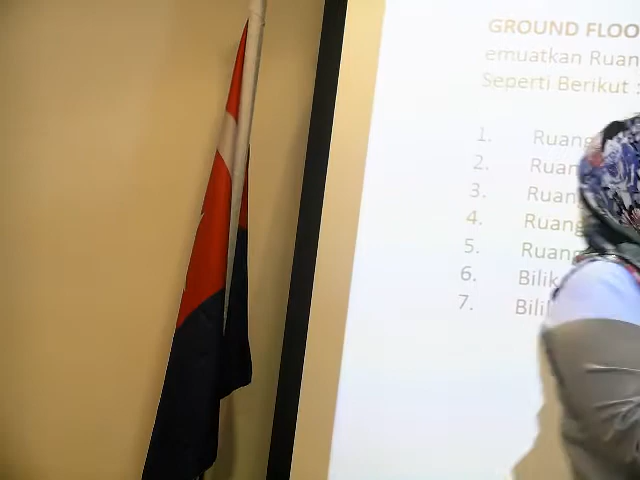 GROUND FLOO
emuatkan Ruan
Seperti Berikut :
1. Ruang
2. Ruan
3. Ruang
4. Ruang
5. Ruang
6. Bilik
7. Bili